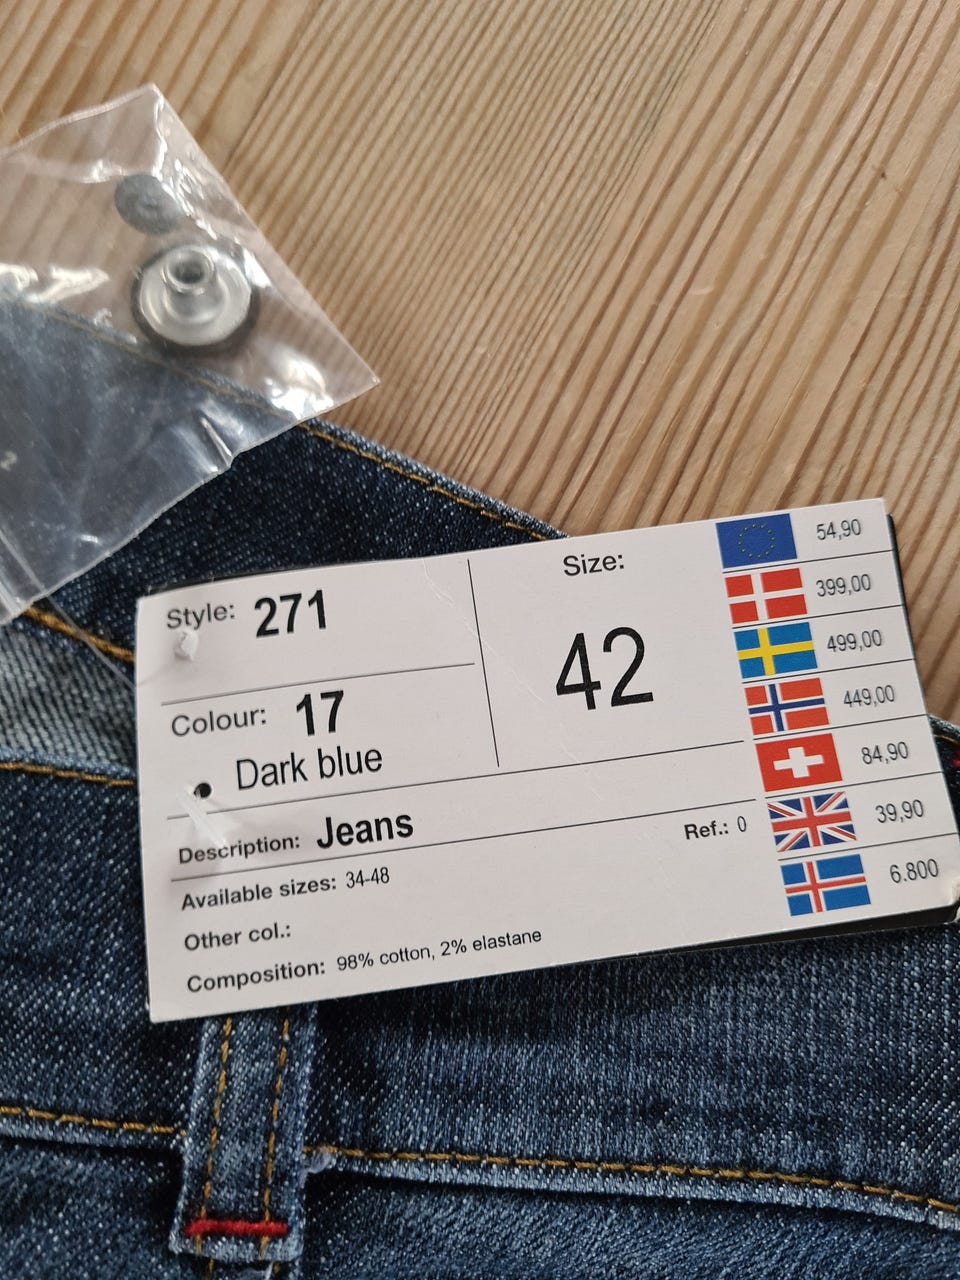 Style: 271
Colour: 17
Dark blue
Size:
42
Description: Jeans
Ref.: 0
Available sizes: 34-48
Other col.:
Composition: 98% cotton, 2% elastane
54,90
399,00
499,00
449,00
84,90
39,90
6.800
2